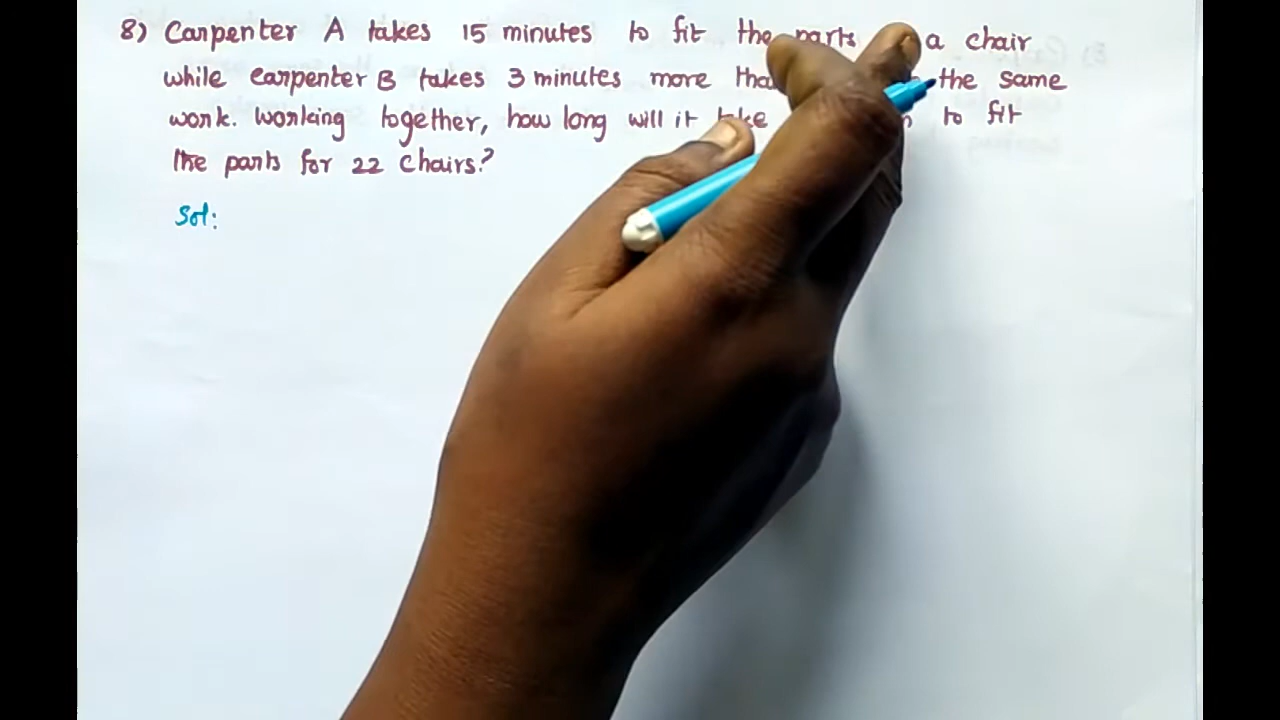 8) Carpenter A takes 15 minutes to fit the parts a chair
while carpenter B takes 3 minutes more the same
work. working together, how long will it take to fit
the parts for 22 chairs?
Sol: